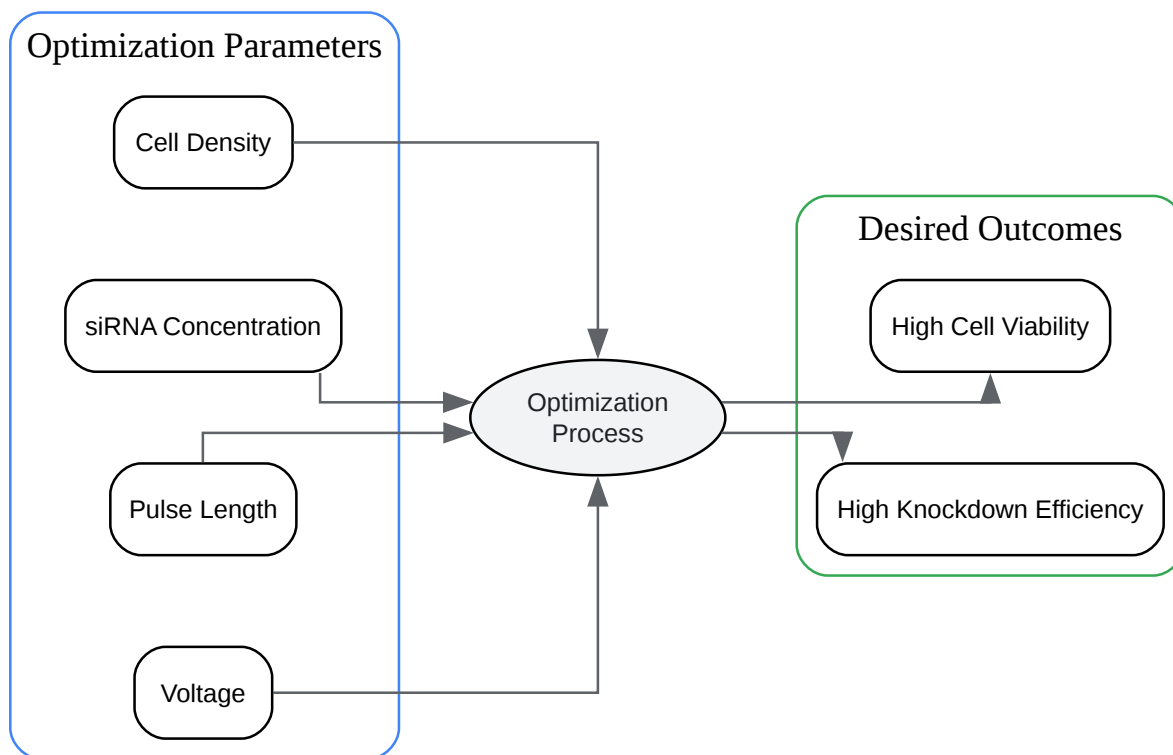 Optimization Parameters
Cell Density
siRNA Concentration
Pulse Length
Voltage
Optimization
Process
Desired Outcomes
High Cell Viability
High Knockdown Efficiency